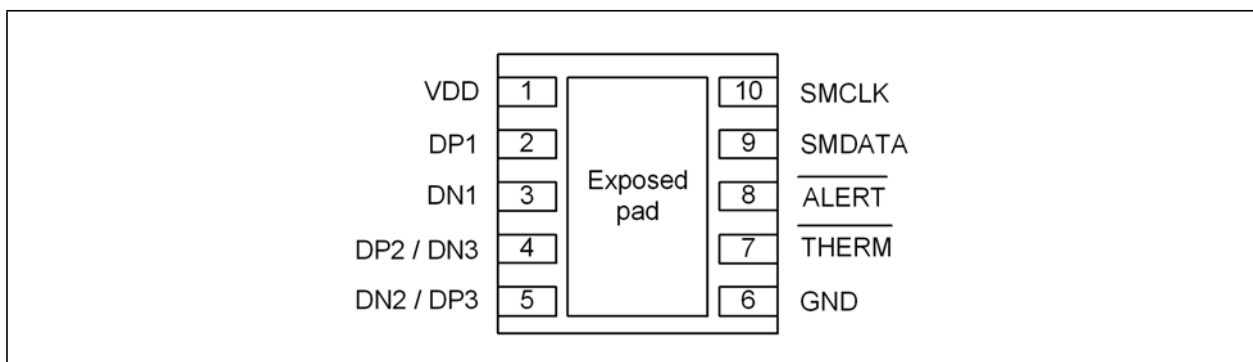 VDD 1 10 SMCLK
DP1 2 9 SMDATA
DN1 3 8 ALERT
Exposed
pad
DP2 / DN3 4 7 THERM
DN2 / DP3 5 6 GND